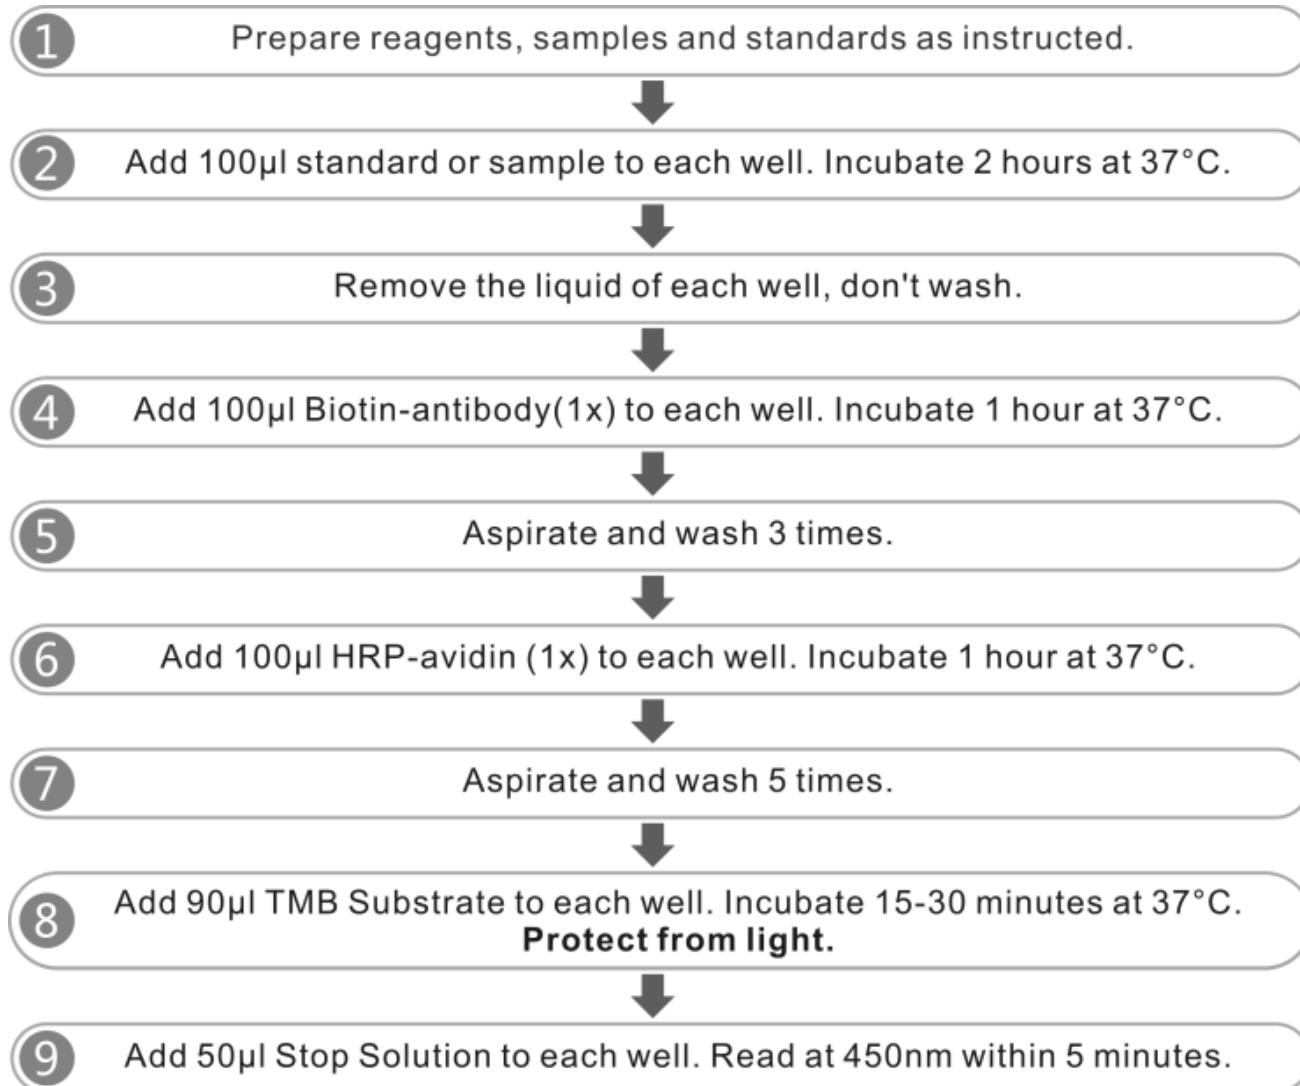 1 Prepare reagents, samples and standards as instructed.
2 Add 100μl standard or sample to each well. Incubate 2 hours at 37°C.
3 Remove the liquid of each well, don't wash.
4 Add 100μl Biotin-antibody(1x) to each well. Incubate 1 hour at 37°C.
5 Aspirate and wash 3 times.
6 Add 100μl HRP-avidin (1x) to each well. Incubate 1 hour at 37°C.
7 Aspirate and wash 5 times.
8 Add 90μl TMB Substrate to each well. Incubate 15-30 minutes at 37°C.
Protect from light.
9 Add 50μl Stop Solution to each well. Read at 450nm within 5 minutes.